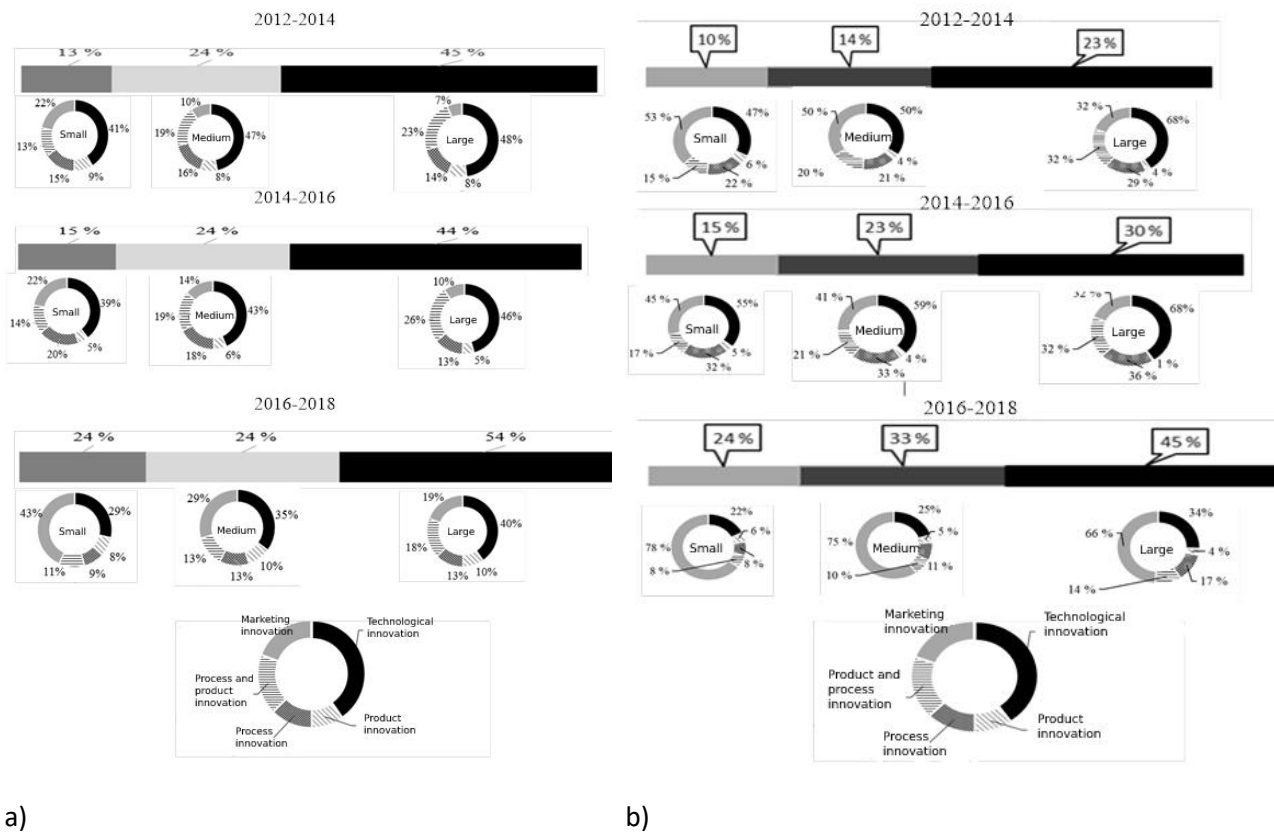 2012-2014
13 %
24 %
45 %
22%
Small
41%
13%
15%
9%
10%
19%
Medium
47%
16%
8%
7%
23%
Large
48%
14%
8%
2014-2016
15 %
24 %
44 %
22%
Small
39%
14%
20%
5%
14%
19%
Medium
43%
18%
6%
10%
26%
Large
46%
13%
5%
2016-2018
24 %
24 %
54 %
43%
Small
29%
8%
11%
9%
29%
Medium
35%
13%
10%
13%
19%
Large
40%
18%
10%
13%
Marketing
innovation
Technological
innovation
Process and
product
innovation
Process
innovation
Product
innovation
a)
2012-2014
10 %
14 %
23 %
53 %
47%
Small
6 %
15 %
22 %
50 %
50%
Medium
4 %
20 %
21 %
32 %
68%
Large
32 %
4 %
29 %
2014-2016
15 %
23 %
30 %
45 %
55%
Small
17 %
5 %
32 %
41 %
59%
Medium
21 %
4 %
33 %
32 %
68%
Large
32 %
1 %
36 %
2016-2018
24 %
33 %
45 %
22%
6 %
78 %
Small
8 %
8 %
25%
5 %
75 %
Medium
10 %
11 %
34%
66 %
Large
4 %
17 %
14 %
Marketing
innovation
Technological
innovation
Product and
process
innovation
Process
innovation
Product
innovation
b)